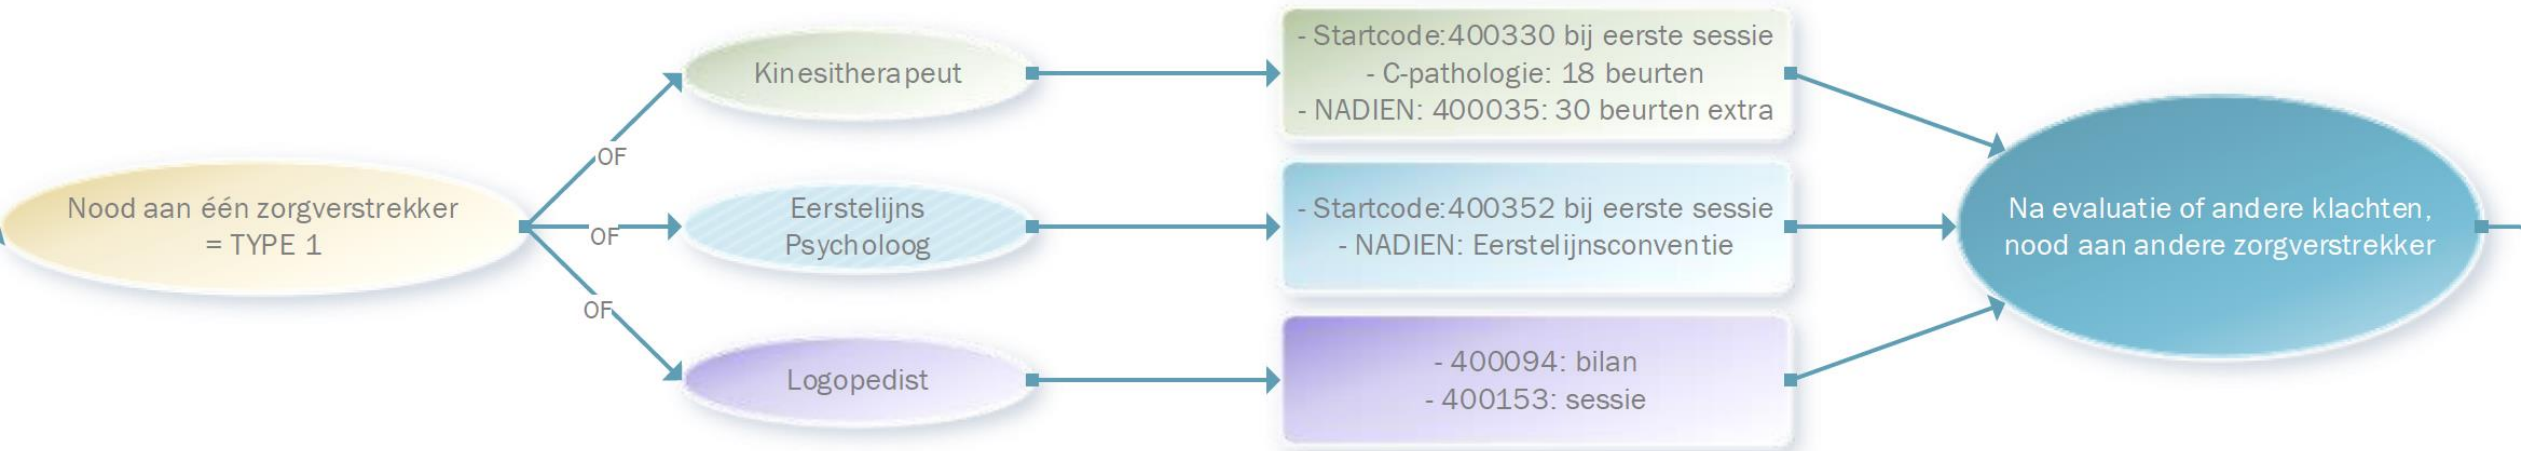 Nood aan één zorgverstrekker
= TYPE 1
OF
OF
OF
Kinesitherapeut
- Startcode:400330 bij eerste sessie
- C-pathologie: 18 beurten
- NADIEN: 400035: 30 beurten extra
Eerstelijns
Psycholoog
- Startcode:400352 bij eerste sessie
- NADIEN: Eerstelijnsconventie
Logopedist
- 400094: bilan
- 400153: sessie
Na evaluatie of andere klachten,
nood aan andere zorgverstrekker